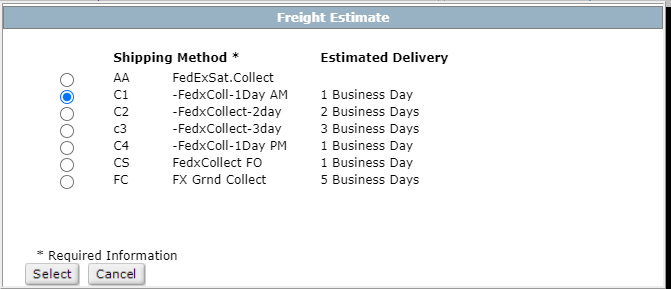 Freight Estimate
Shipping Method * Estimated Delivery
AA FedExSat.Collect
C1 -FedxColl-1Day AM 1 Business Day
C2 -FedxCollect-2day 2 Business Days
c3 -FedxCollect-3day 3 Business Days
C4 -FedxColl-1Day PM 1 Business Day
CS FedxCollect FO 1 Business Day
FC FX Grnd Collect 5 Business Days
* Required Information
Select Cancel